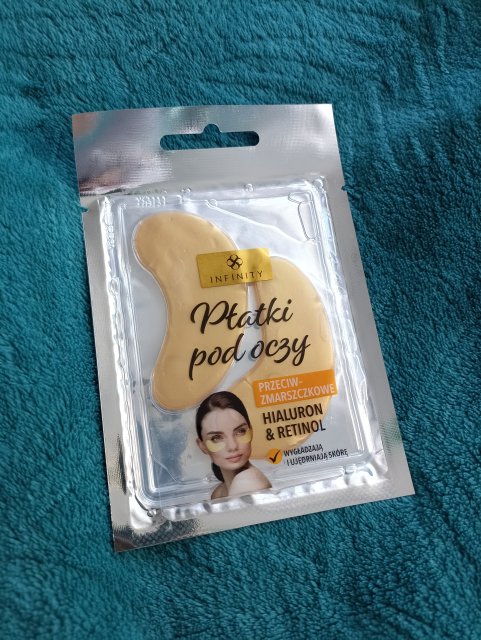 INFINITY
Płatki
pod oczy
PRZECIW-
ZMARSZCZKOWE
HIALURON
& RETINOL
WYGŁADZAJĄ
I UJĘDRNIAJĄ SKÓRĘ